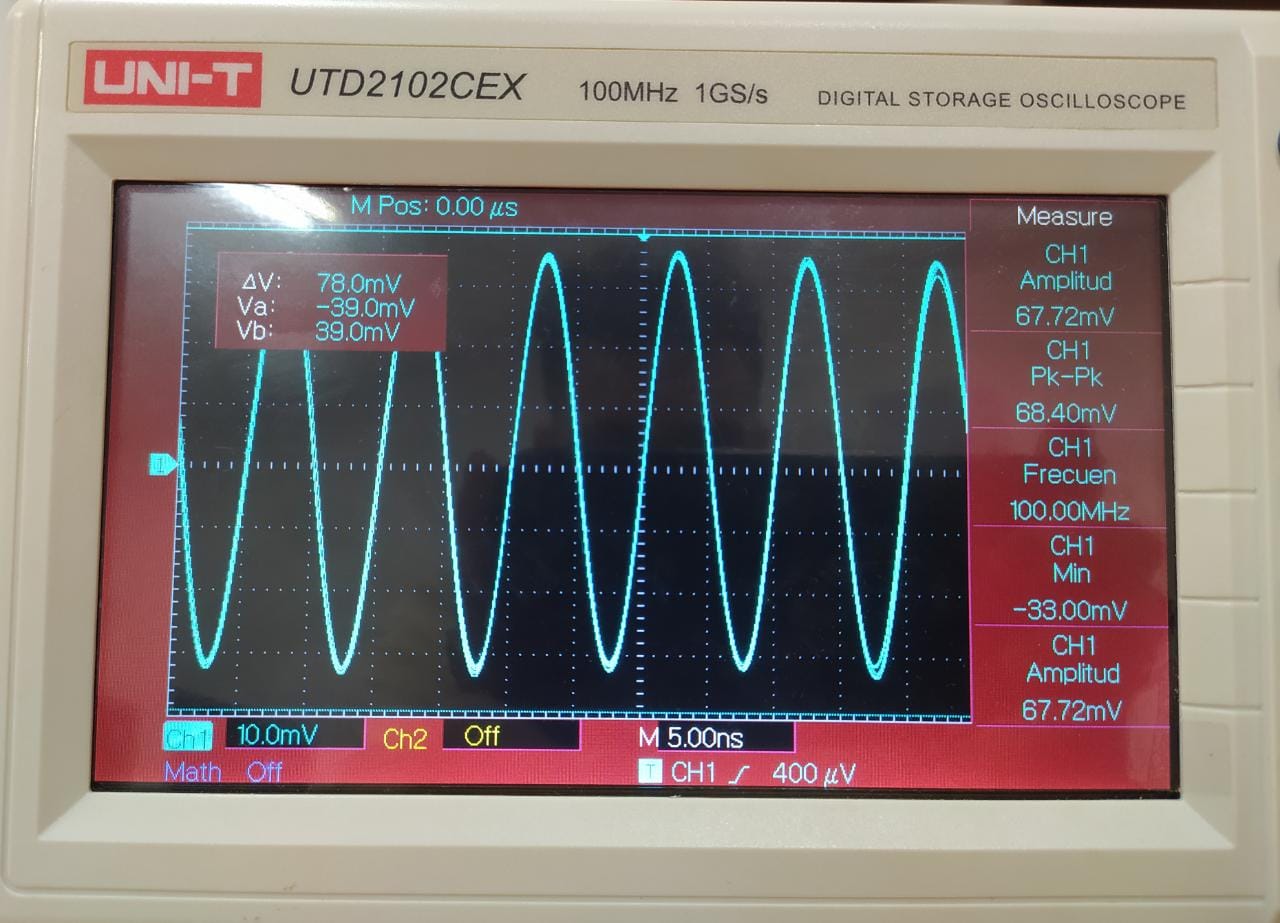 UNI-T UTD2102CEX 100MHz 1GS/s DIGITAL STORAGE OSCILLOSCOPE
M Pos: 0.00 μs
ΔV: 78.0mV
Va: -39.0mV
Vb: 39.0mV
Measure
CH1
Amplitud
67.72mV
CH1
Pk-Pk
68.40mV
CH1
Frecuen
100.00MHz
CH1
Min
-33.00mV
CH1
Amplitud
67.72mV
1
Ch1 10.0mV Ch2 Off M 5.00ns
Math Off T CH1 400 μV